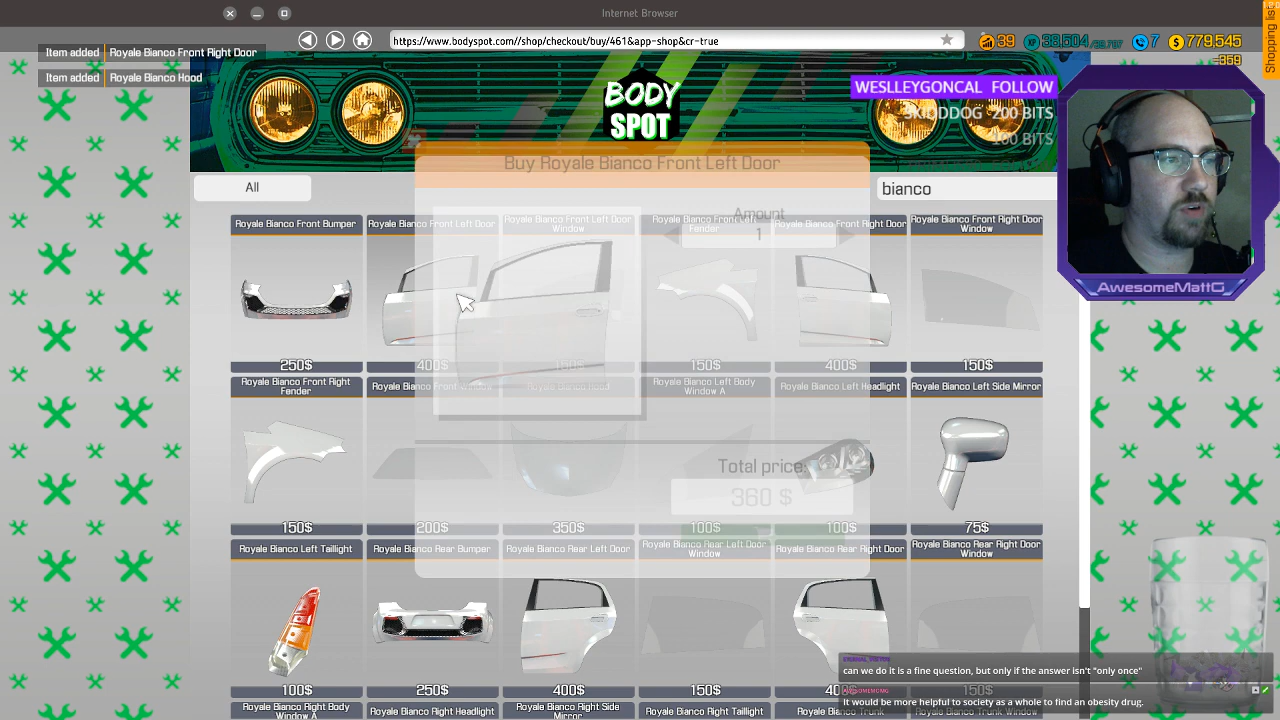 Internet Browser
https://www.bodyspot.com//shop/checkout/buy/461&app-shop&cr-true
39
7
779,545
-359
Shopping list
Item added Royale Bianco Front Right Door
Item added Royale Bianco Hood
BODY SPOT
WESLLEYGONCAL FOLLOW
SKIDDDOG 200 BITS
100 BITS
AwesomeMattG
All
bianco
Buy Royale Bianco Front Left Door
Amount
1
Total price:
360 $
Royale Bianco Front Bumper
Royale Bianco Front Left Door
Royale Bianco Front Left Door Window
Royale Bianco Front Left Fender
Royale Bianco Front Right Door
Royale Bianco Front Right Door Window
250$
400$
150$
150$
400$
150$
Royale Bianco Front Right Fender
Royale Bianco Front Window
Royale Bianco Hood
Royale Bianco Left Body Window A
Royale Bianco Left Headlight
Royale Bianco Left Side Mirror
150$
200$
350$
100$
100$
75$
Royale Bianco Left Taillight
Royale Bianco Rear Bumper
Royale Bianco Rear Left Door
Royale Bianco Rear Left Door Window
Royale Bianco Rear Right Door
Royale Bianco Rear Right Door Window
100$
250$
400$
150$
150$
Royale Bianco Right Body Window A
Royale Bianco Right Headlight
Royale Bianco Right Side Mirror
Royale Bianco Right Taillight
Royale Bianco Trunk
Royale Bianco Trunk Window
can we do it is a fine question, but only if the answer isn't "only once"
It would be more helpful to society as a whole to find an obesity drug.